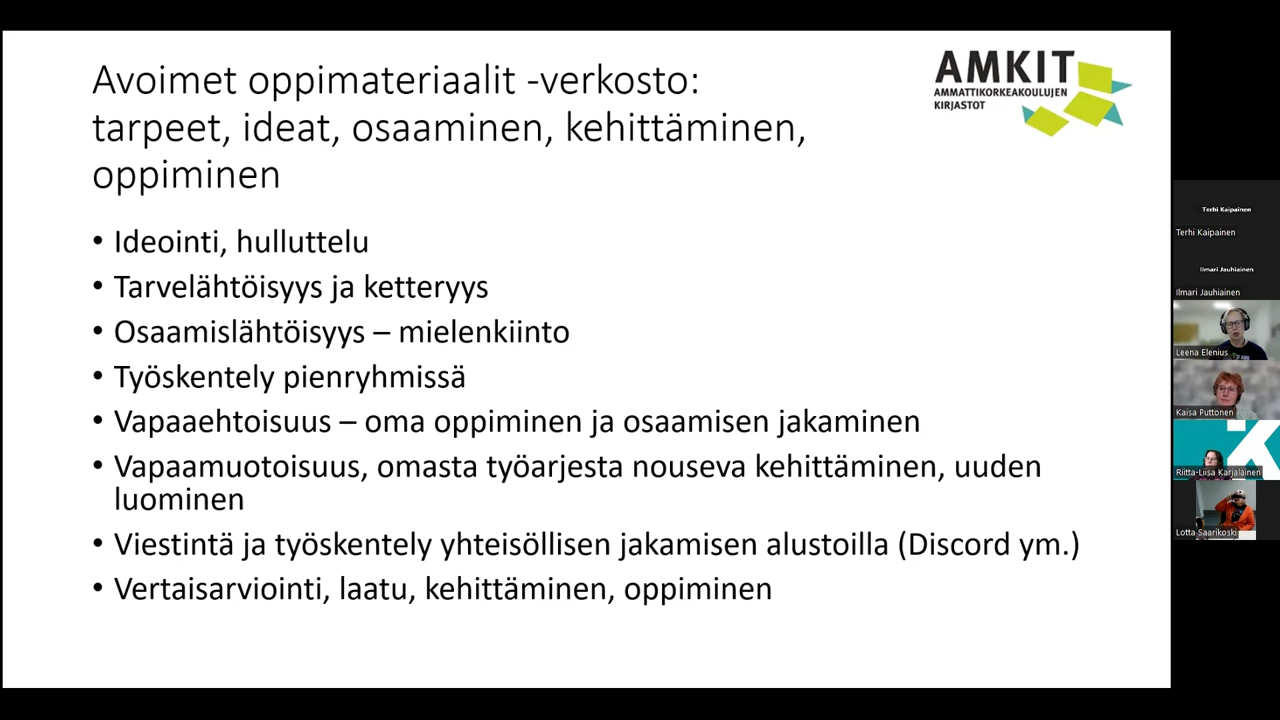 Avoimet oppimateriaalit -verkosto:
tarpeet, ideat, osaaminen, kehittäminen,
oppiminen
AMKIT
AMMATTIKORKEAKOULUJEN
KIRJASTOT
• Ideointi, hulluttelu
• Tarvelähtöisyys ja ketteryys
• Osaamislähtöisyys – mielenkiinto
• Työskentely pienryhmissä
• Vapaaehtoisuus – oma oppiminen ja osaamisen jakaminen
• Vapaamuotoisuus, omasta työarjesta nouseva kehittäminen, uuden
luominen
• Viestintä ja työskentely yhteisöllisen jakamisen alustoilla (Discord ym.)
• Vertaisarviointi, laatu, kehittäminen, oppiminen
Terhi Kaipainen
Terhi Kaipainen
Ilmari Jauhiainen
Ilmari Jauhiainen
Leena Elenius
Kaisa Puttonen
Riitta-Liisa Karjalainen
Lotta Saarikoski